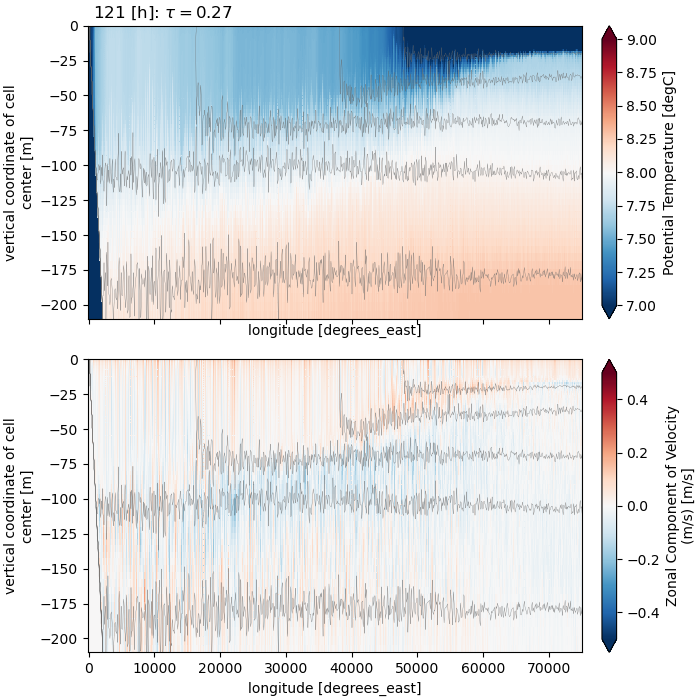 121 [h]: τ = 0.27
0
−25
−50
−75
−100
−125
−150
−175
−200
vertical coordinate of cell
center [m]
longitude [degrees_east]
9.00
8.75
8.50
8.25
8.00
7.75
7.50
7.25
7.00
Potential Temperature [degC]
0
−25
−50
−75
−100
−125
−150
−175
−200
vertical coordinate of cell
center [m]
0 10000 20000 30000 40000 50000 60000 70000
longitude [degrees_east]
0.4
0.2
0.0
−0.2
−0.4
Zonal Component of Velocity
(m/s) [m/s]